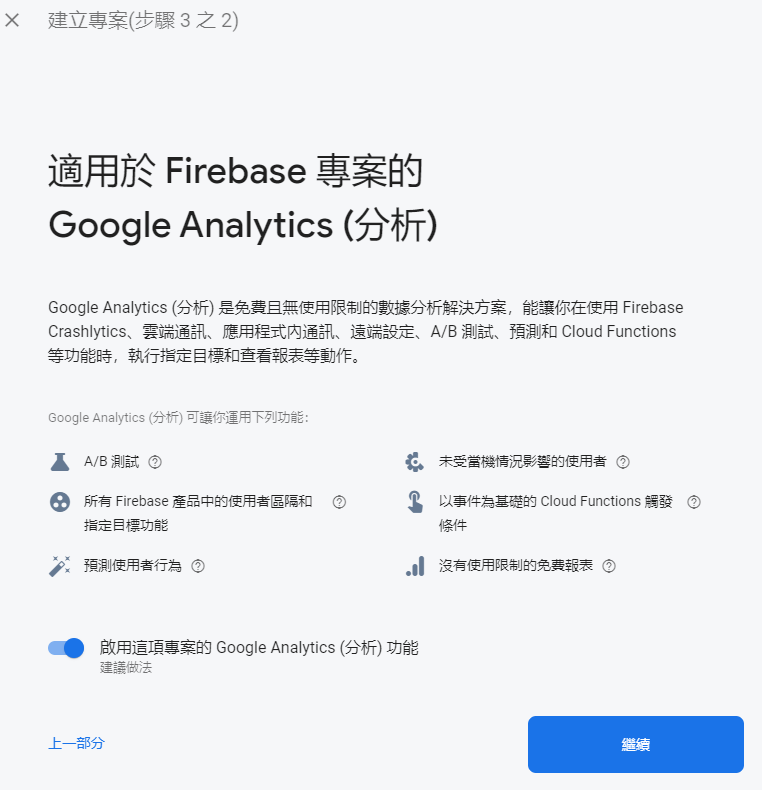 建立專案(步驟 3 之 2)
適用於 Firebase 專案的
Google Analytics (分析)
Google Analytics (分析) 是免費且無使用限制的數據分析解決方案，能讓你在使用 Firebase
Crashlytics、雲端通訊、應用程式內通訊、遠端設定、A/B 測試、預測和 Cloud Functions
等功能時，執行指定目標和查看報表等動作。
Google Analytics (分析) 可讓你運用下列功能：
A/B 測試
未受當機情況影響的使用者
所有 Firebase 產品中的使用者區隔和
指定目標功能
以事件為基礎的 Cloud Functions 觸發
條件
預測使用者行為
沒有使用限制的免費報表
啟用這項專案的 Google Analytics (分析) 功能
建議做法
上一部分
繼續